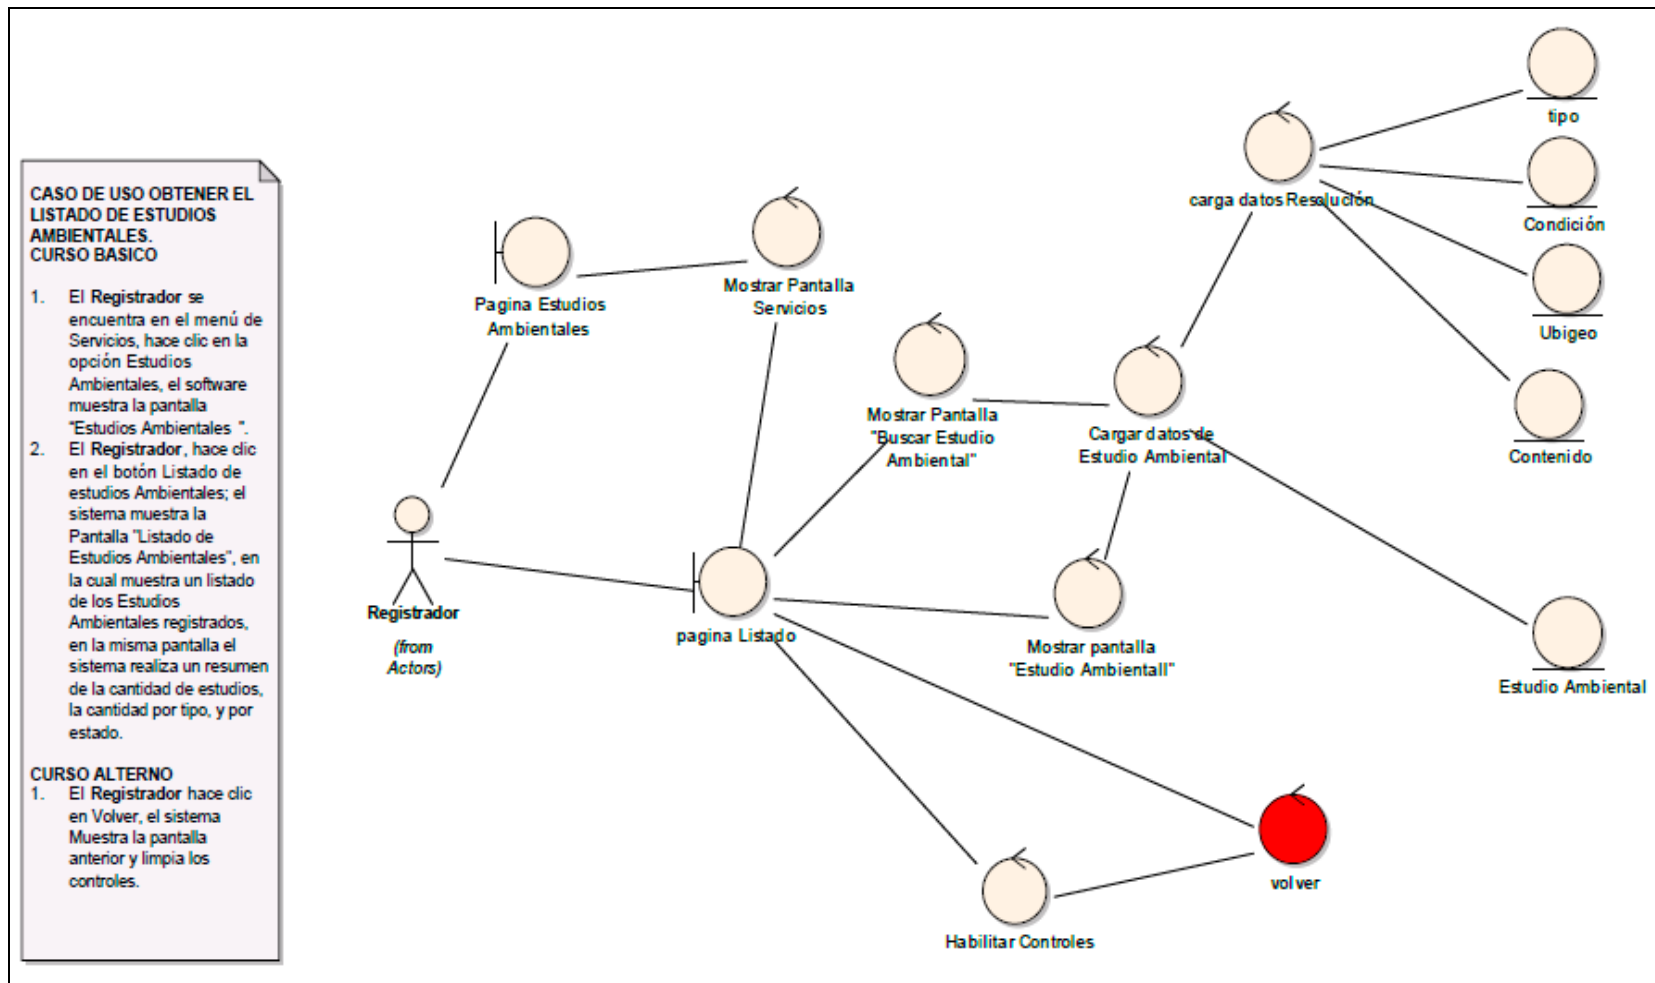 CASO DE USO OBTENER EL
LISTADO DE ESTUDIOS
AMBIENTALES.
CURSO BASICO
1. El Registrador se
encuentra en el menú de
Servicios, hace clic en la
opción Estudios
Ambientales, el software
muestra la pantalla
"Estudios Ambientales ".
2. El Registrador, hace clic
en el botón Listado de
estudios Ambientales; el
sistema muestra la
Pantalla "Listado de
Estudios Ambientales", en
la cual muestra un listado
de los Estudios
Ambientales registrados,
en la misma pantalla el
sistema realiza un resumen
de la cantidad de estudios,
la cantidad por tipo, y por
estado.
CURSO ALTERNO
1. El Registrador hace clic
en Volver, el sistema
Muestra la pantalla
anterior y limpia los
controles.
Pagina Estudios
Ambientales
Mostrar Pantalla
Servicios
Registrador
(from
Actors)
pagina Listado
Mostrar Pantalla
"Buscar Estudio
Ambiental"
Cargar datos de
Estudio Ambiental
carga datos Resolución
tipo
Condición
Ubigeo
Contenido
Mostrar pantalla
"Estudio Ambientall"
Estudio Ambiental
volver
Habilitar Controles